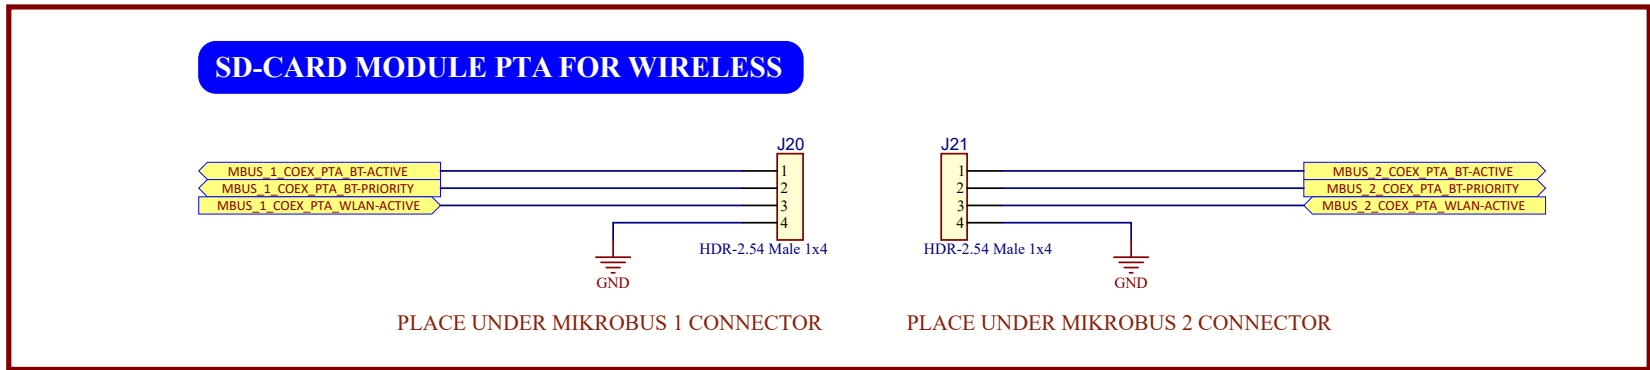 SD-CARD MODULE PTA FOR WIRELESS
J20
MBUS_1_COEX_PTA_BT-ACTIVE 1
MBUS_1_COEX_PTA_BT-PRIORITY 2
MBUS_1_COEX_PTA_WLAN-ACTIVE 3
4
HDR-2.54 Male 1x4
GND
PLACE UNDER MIKROBUS 1 CONNECTOR
J21
1 MBUS_2_COEX_PTA_BT-ACTIVE
2 MBUS_2_COEX_PTA_BT-PRIORITY
3 MBUS_2_COEX_PTA_WLAN-ACTIVE
4
HDR-2.54 Male 1x4
GND
PLACE UNDER MIKROBUS 2 CONNECTOR